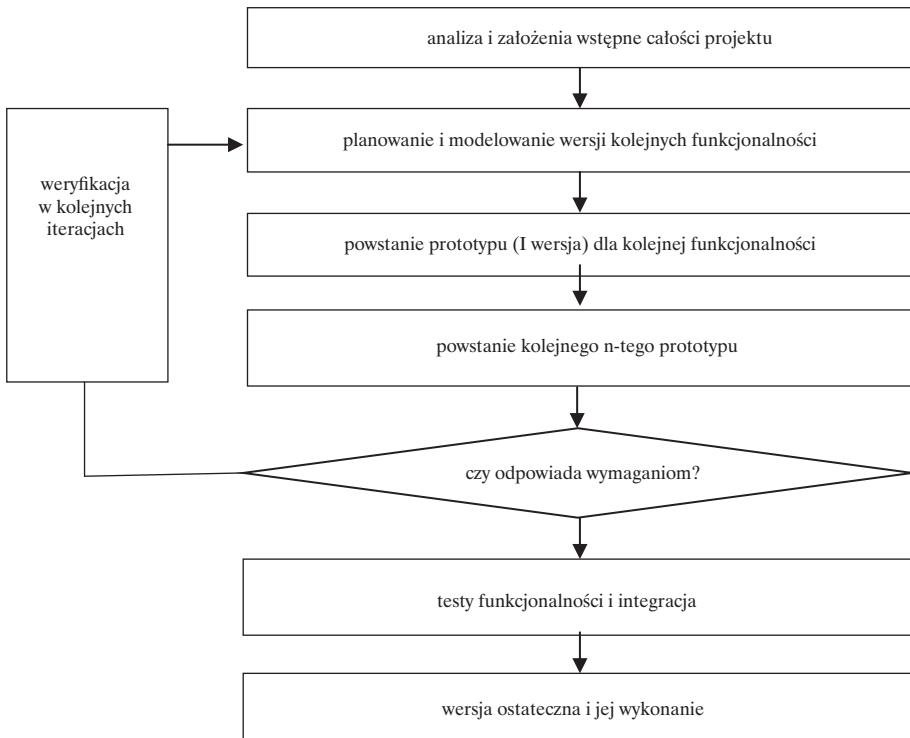 analiza i założenia wstępne całości projektu
planowanie i modelowanie wersji kolejnych funkcjonalności
weryfikacja
w kolejnych
iteracjach
powstanie prototypu (I wersja) dla kolejnej funkcjonalności
powstanie kolejnego n-tego prototypu
czy odpowiada wymaganiom?
testy funkcjonalności i integracja
wersja ostateczna i jej wykonanie